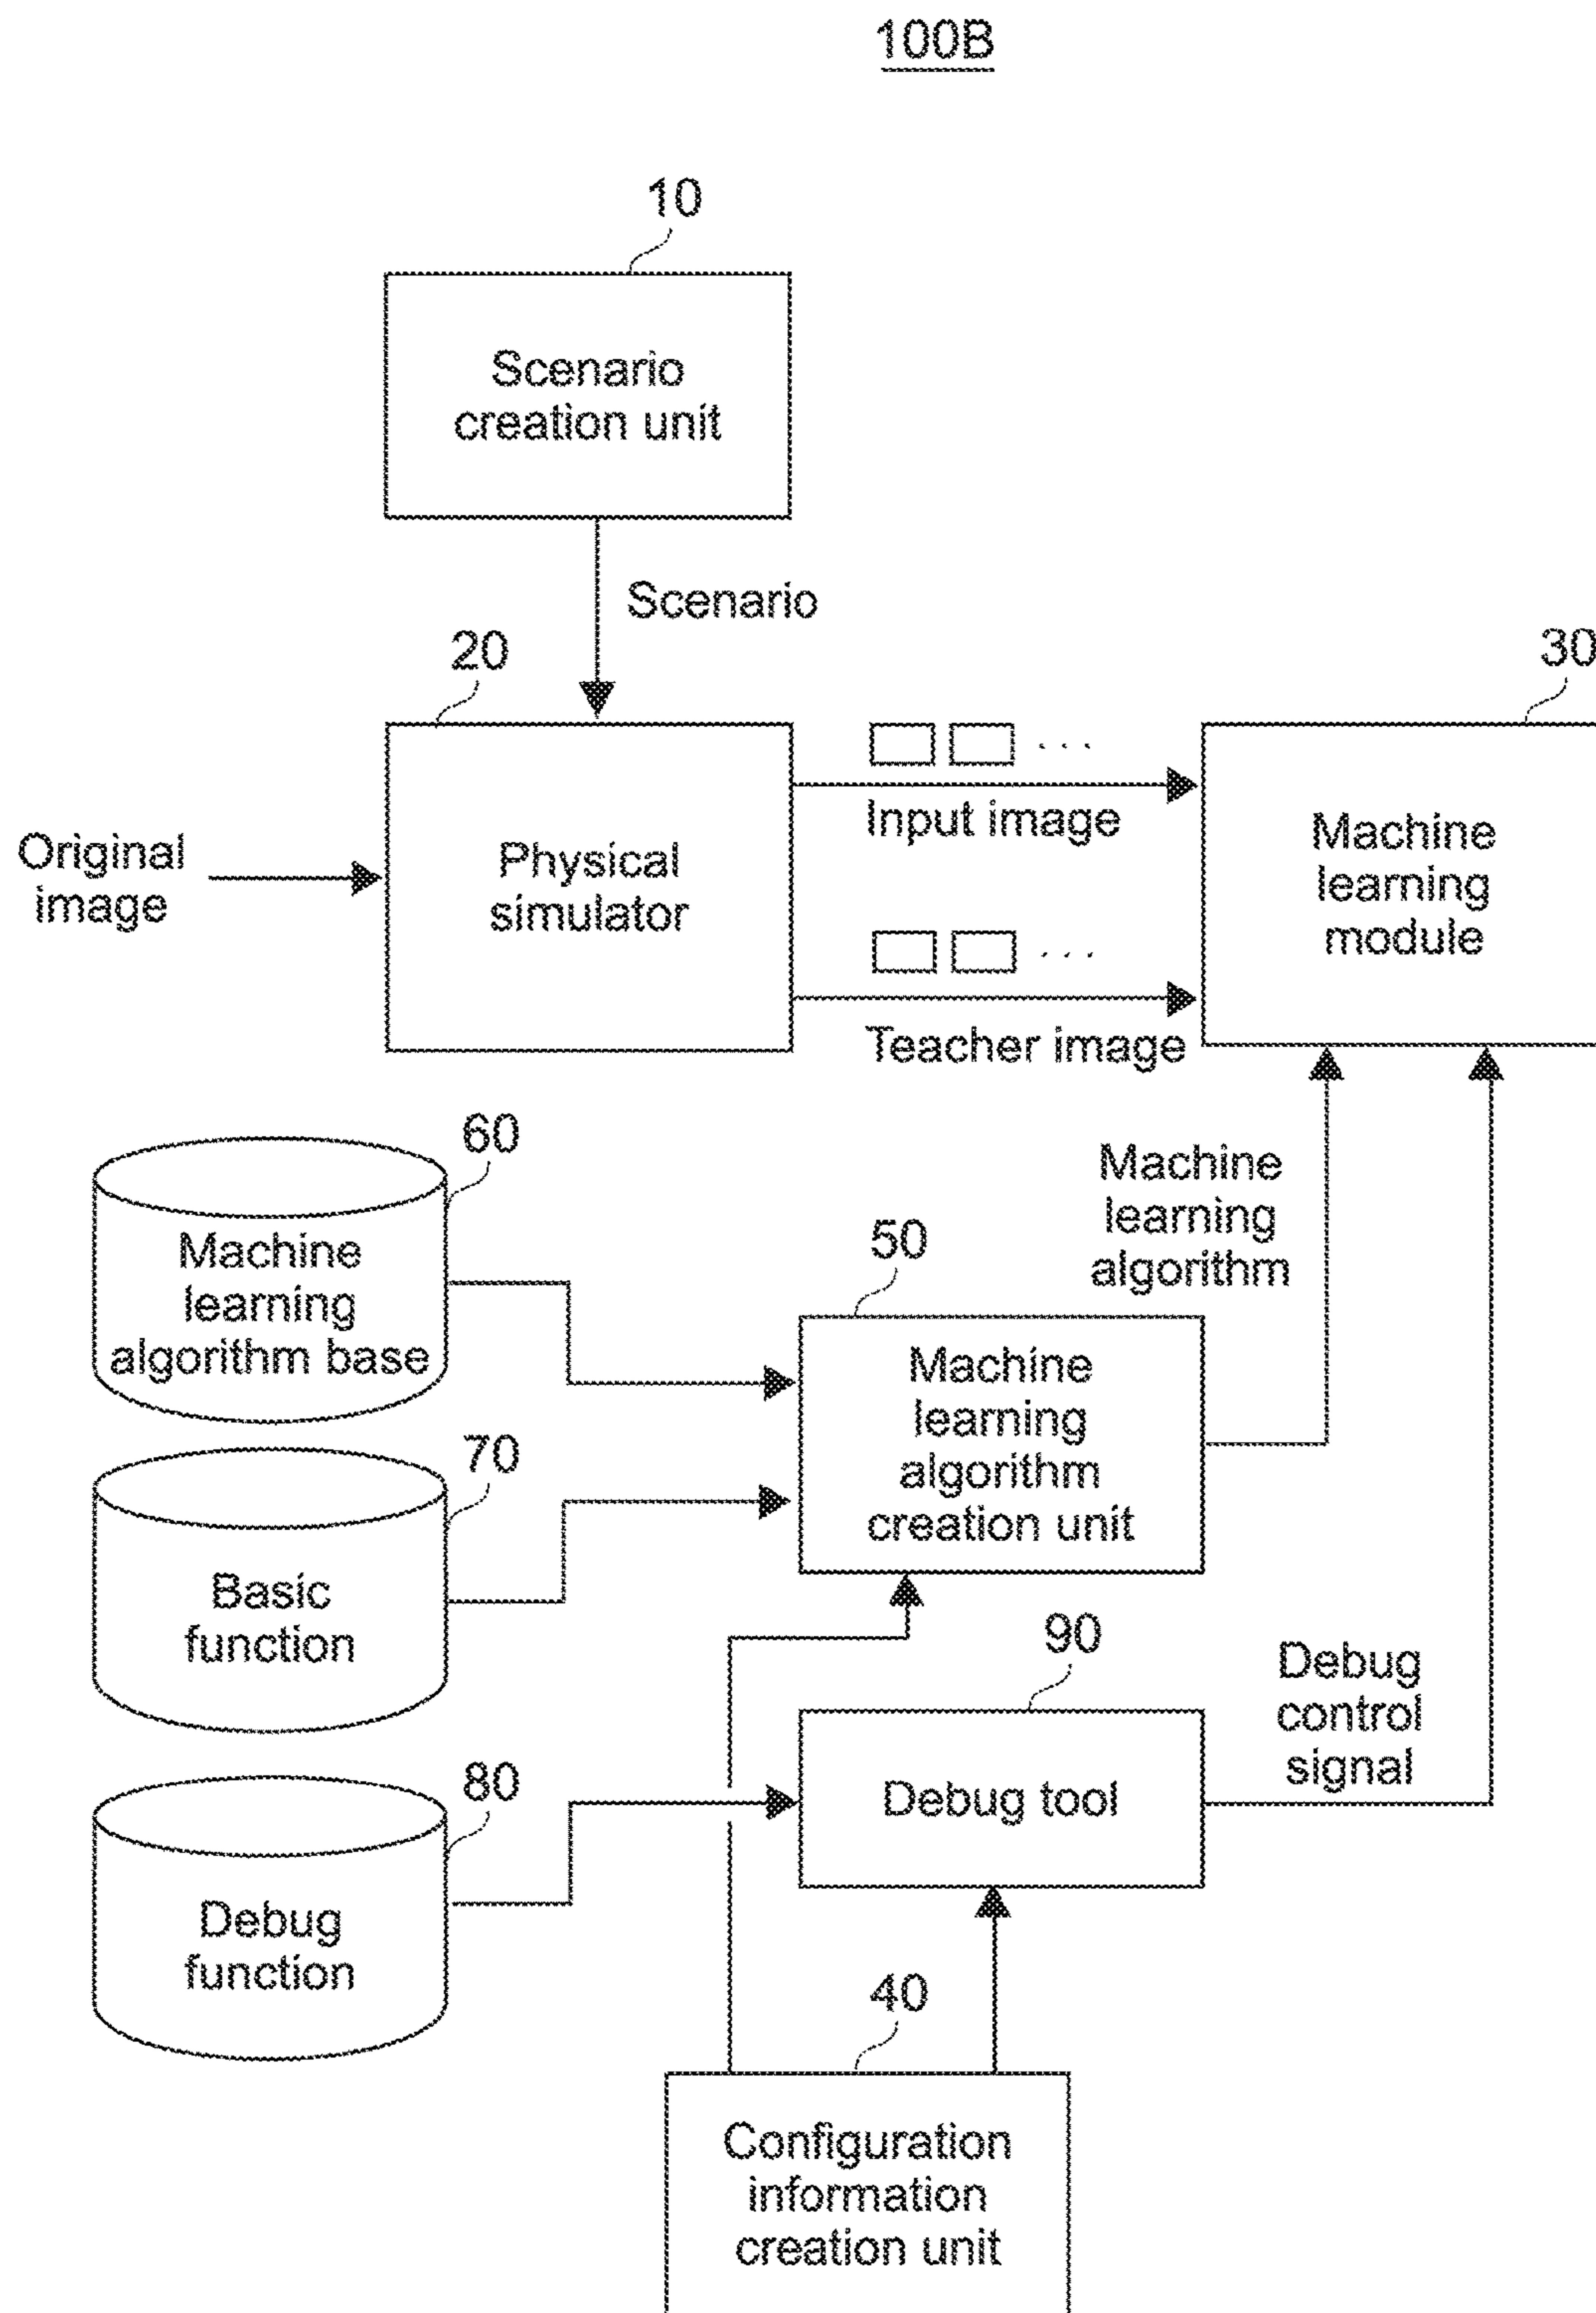 100B
10
Scenario
creation unit
Scenario
20
30
Original
image
Physical
simulator
. . .
Input image
. . .
Teacher image
Machine
learning
module
60
Machine
learning
algorithm base
Machine
learning
algorithm
50
Machine
learning
algorithm
creation unit
70
Basic
function
90
Debug
control
signal
80
Debug tool
Debug
function
40
Configuration
information
creation unit